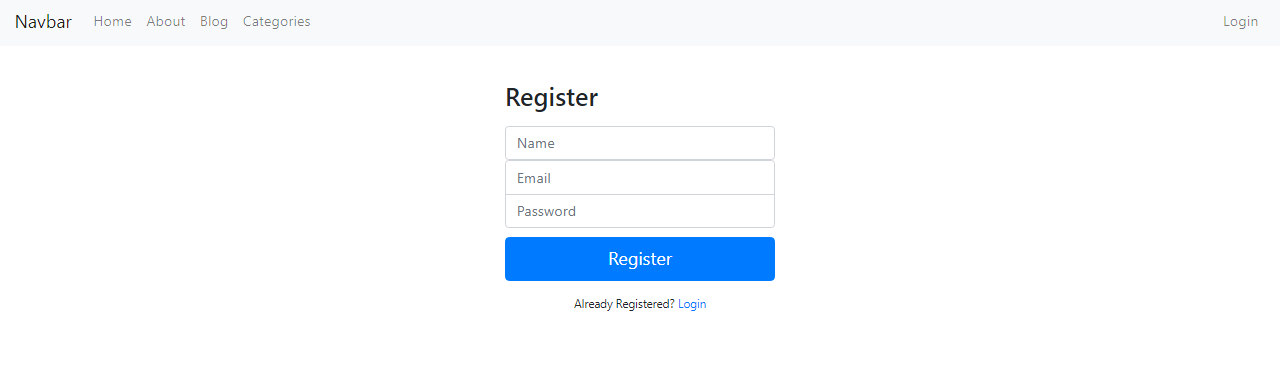 Navbar Home About Blog Categories Login
Register
Name
Email
Password
Register
Already Registered? Login